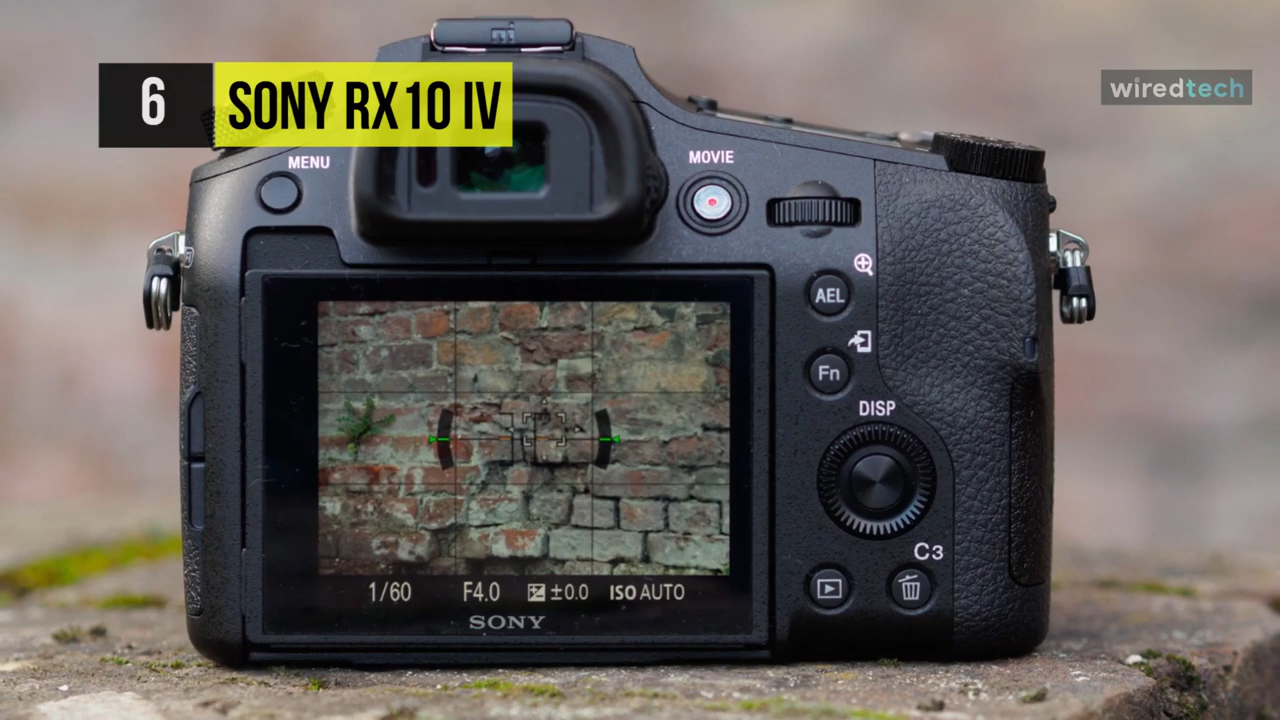 6
SONY RX10 IV
wiredtech
mi
MENU
MOVIE
AEL
Fn
DISP
C3
1/60 F4.0 ±0.0 ISO AUTO
SONY